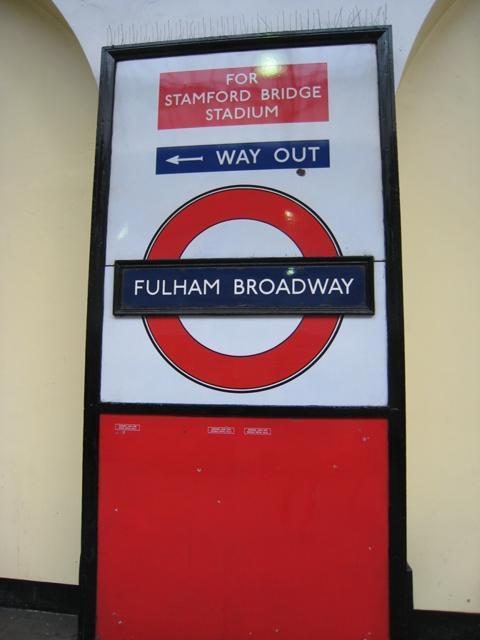 FOR
STAMFORD BRIDGE
STADIUM
WAY OUT
FULHAM BROADWAY